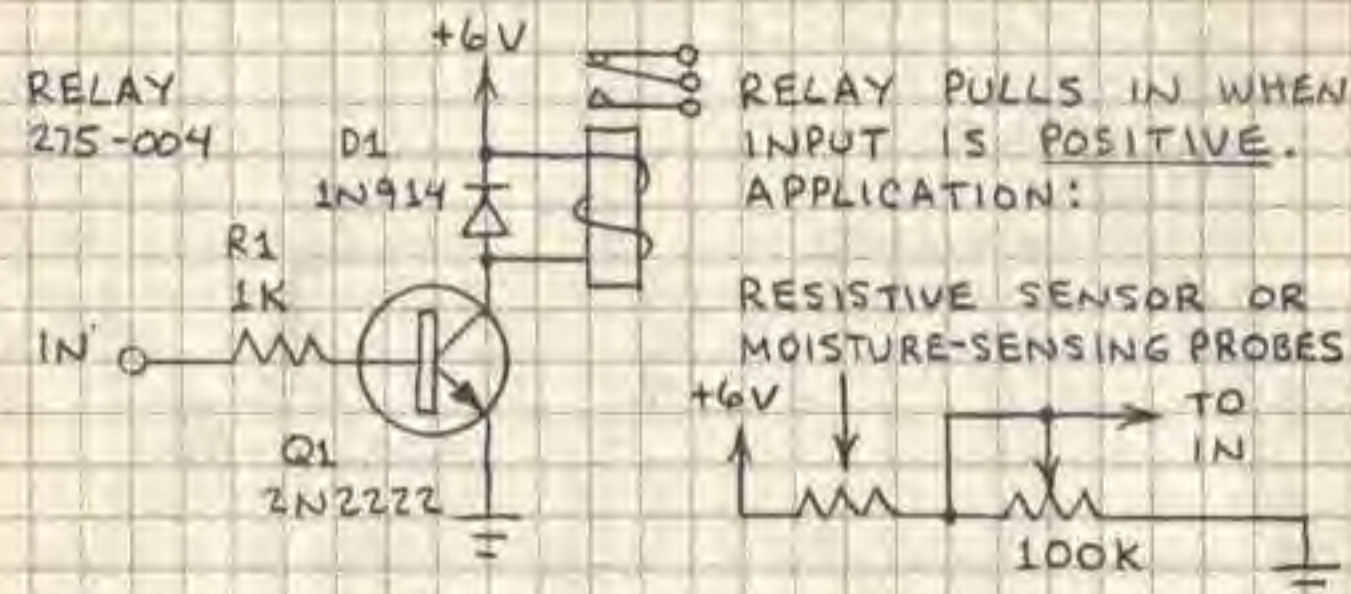 +6V
RELAY
275-004
D1
1N914
R1
1K
IN
Q1
2N2222
RELAY PULLS IN WHEN
INPUT IS POSITIVE.
APPLICATION:
RESISTIVE SENSOR OR
MOISTURE-SENSING PROBES
+6V
TO
IN
100K